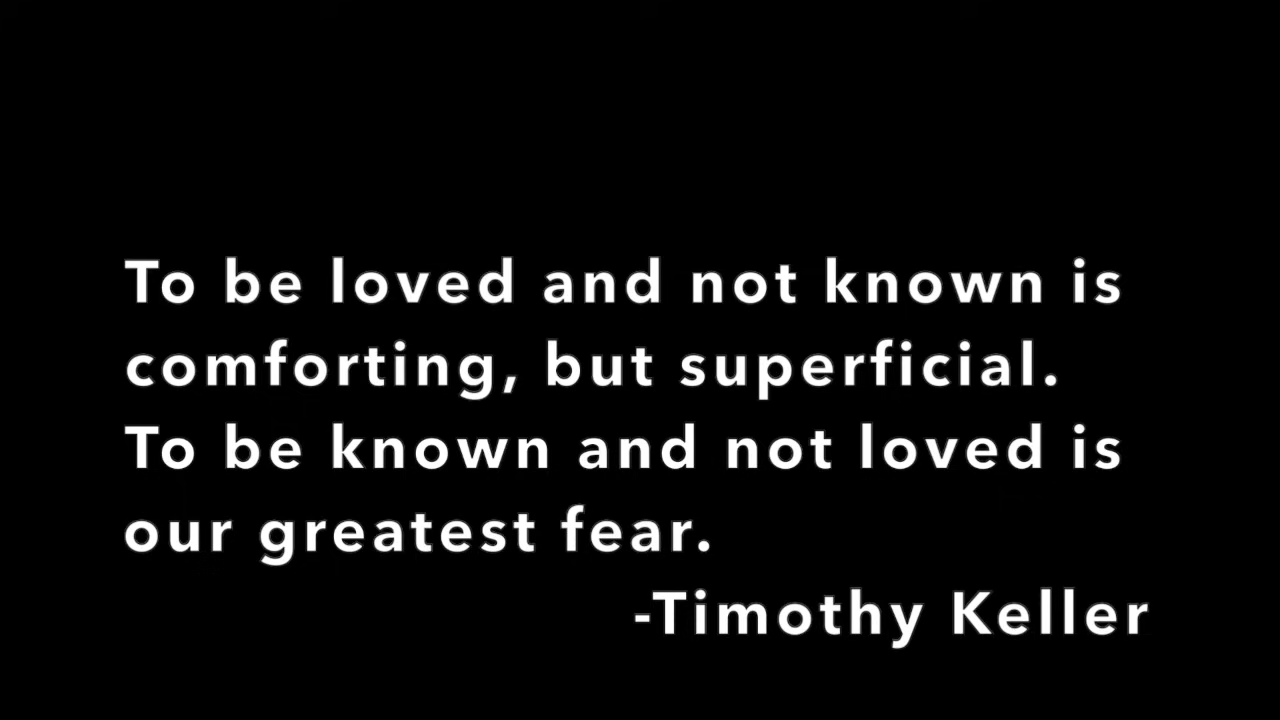 To be loved and not known is
comforting, but superficial.
To be known and not loved is
our greatest fear.
-Timothy Keller